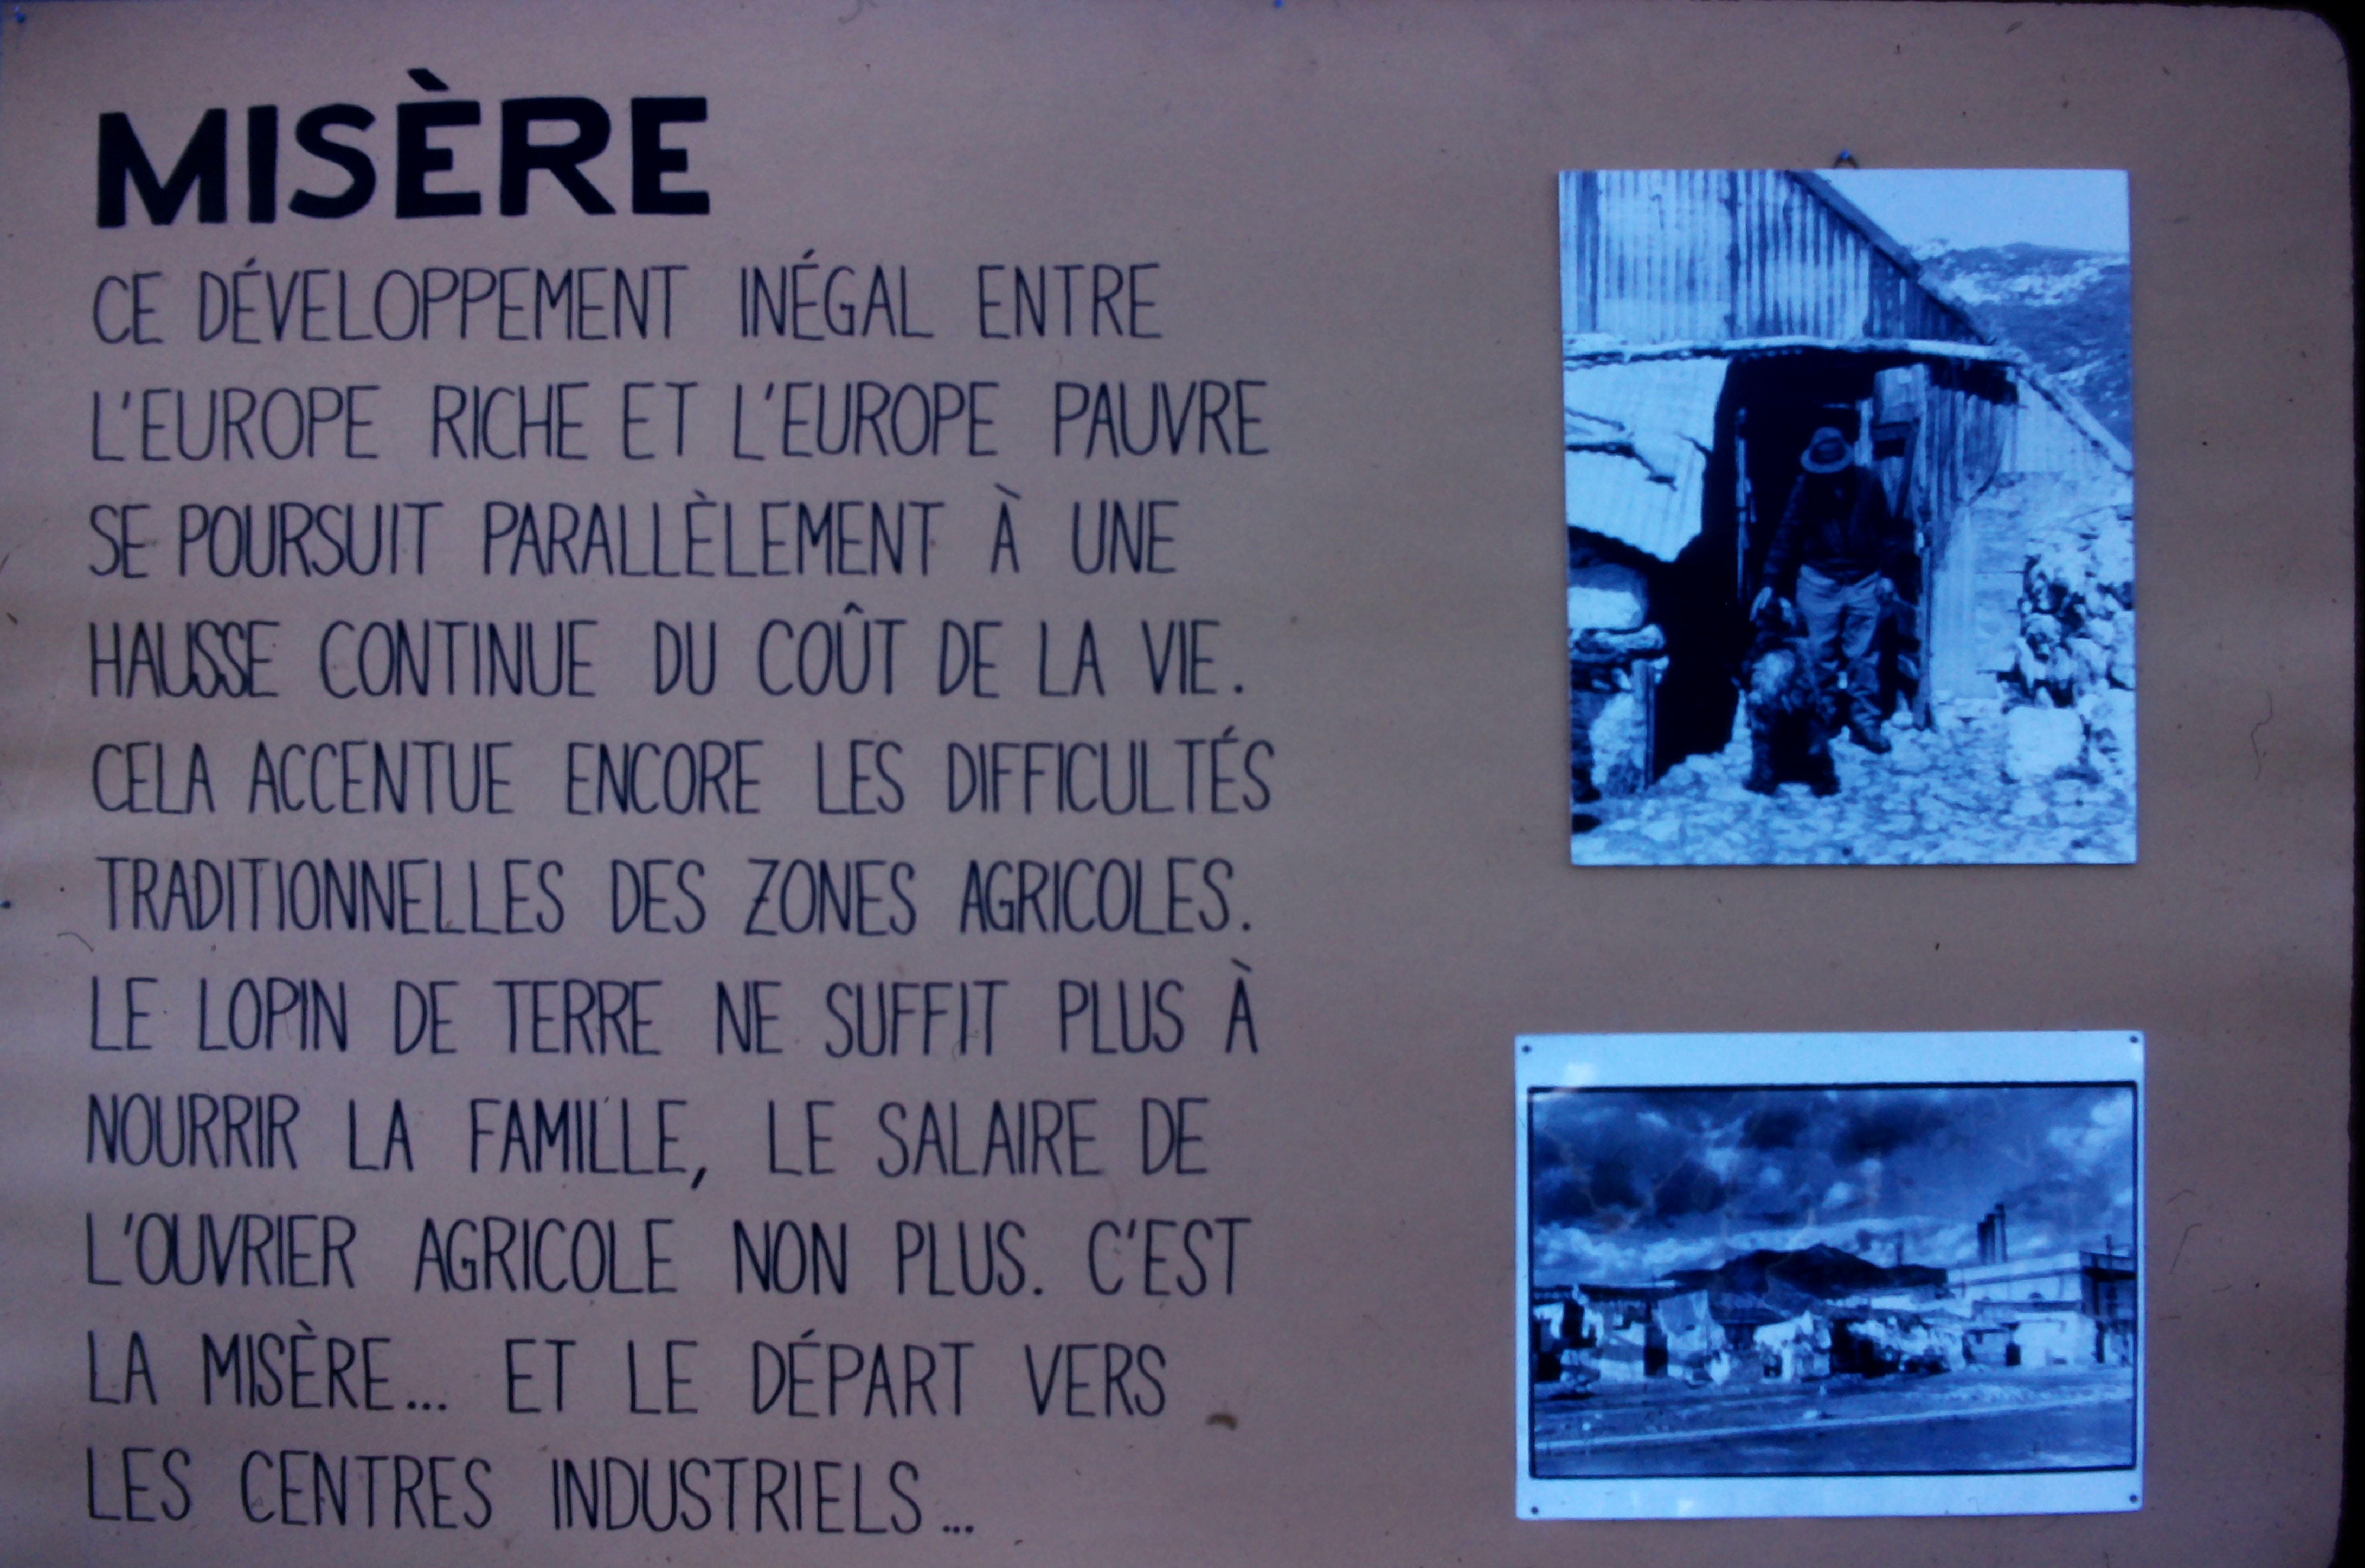 MISÈRE
CE DÉVELOPPEMENT INÉGAL ENTRE
L'EUROPE RICHE ET L'EUROPE PAUVRE
SE POURSUIT PARALLÈLEMENT À UNE
HAUSSE CONTINUE DU COÛT DE LA VIE.
CELA ACCENTUE ENCORE LES DIFFICULTÉS
TRADITIONNELLES DES ZONES AGRICOLES.
LE LOPIN DE TERRE NE SUFFIT PLUS À
NOURRIR LA FAMILLE, LE SALAIRE DE
L'OUVRIER AGRICOLE NON PLUS. C'EST
LA MISÈRE... ET LE DÉPART VERS
LES CENTRES INDUSTRIELS...